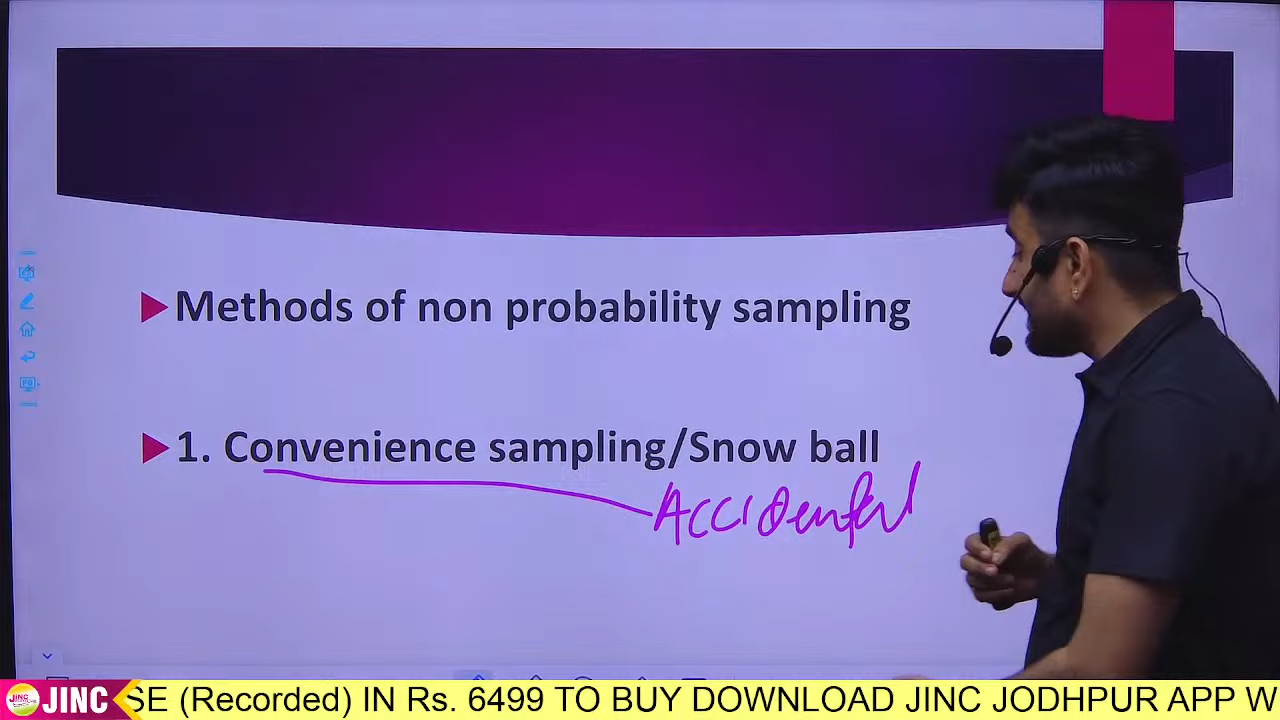 Methods of non probability sampling
1. Convenience sampling/Snow ball
Accidental
JINC SE (Recorded) IN Rs. 6499 TO BUY DOWNLOAD JINC JODHPUR APP W